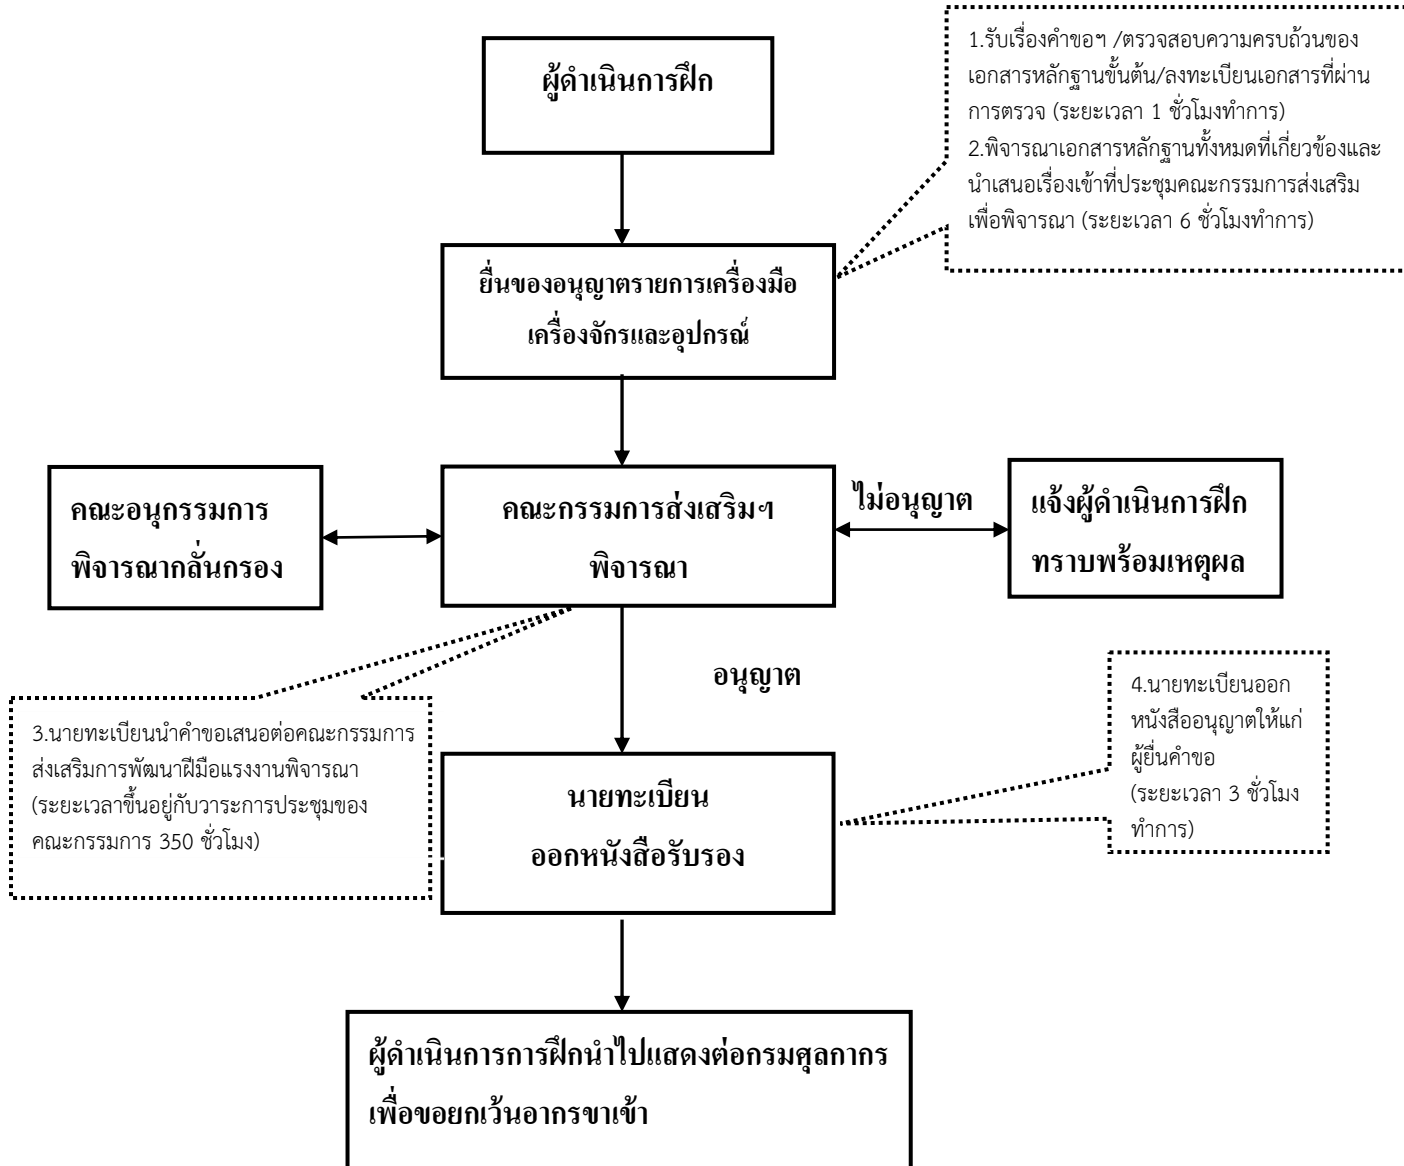 ผู้ดำเนินการฝึก
1.รับเรื่องคำขอฯ /ตรวจสอบความครบถ้วนของ
เอกสารหลักฐานขั้นต้น/ลงทะเบียนเอกสารที่ผ่าน
การตรวจ (ระยะเวลา 1 ชั่วโมงทำการ)
2.พิจารณาเอกสารหลักฐานทั้งหมดที่เกี่ยวข้องและ
นำเสนอเรื่องเข้าที่ประชุมคณะกรรมการส่งเสริม
เพื่อพิจารณา (ระยะเวลา 6 ชั่วโมงทำการ)
ยื่นของอนุญาตรายการเครื่องมือ
เครื่องจักรและอุปกรณ์
คณะอนุกรรมการ
พิจารณากลั่นกรอง
คณะกรรมการส่งเสริมฯ
พิจารณา
ไม่อนุญาต
แจ้งผู้ดำเนินการฝึก
ทราบพร้อมเหตุผล
อนุญาต
3.นายทะเบียนนำคำขอเสนอต่อคณะกรรมการ
ส่งเสริมการพัฒนาฝีมือแรงงานพิจารณา
(ระยะเวลาขึ้นอยู่กับวาระการประชุมของ
คณะกรรมการ 350 ชั่วโมง)
นายทะเบียน
ออกหนังสือรับรอง
4.นายทะเบียนออก
หนังสืออนุญาตให้แก่
ผู้ยื่นคำขอ
(ระยะเวลา 3 ชั่วโมง
ทำการ)
ผู้ดำเนินการการฝึกนำไปแสดงต่อกรมศุลกากร
เพื่อขอยกเว้นอากรขาเข้า